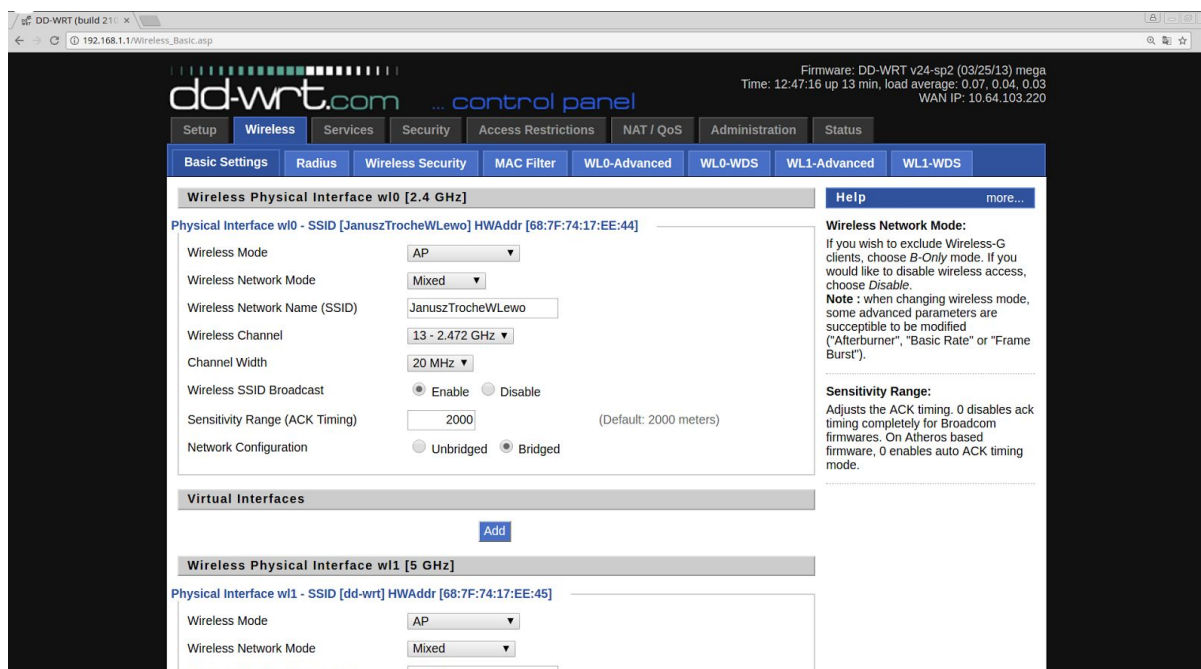 DD-WRT (build 210
192.168.1.1/Wireless_Basic.asp
dd-wrt.com ... control panel
Firmware: DD-WRT v24-sp2 (03/25/13) mega
Time: 12:47:16 up 13 min, load average: 0.07, 0.04, 0.03
WAN IP: 10.64.103.220
Setup Wireless Services Security Access Restrictions NAT / QoS Administration Status
Basic Settings Radius Wireless Security MAC Filter WL0-Advanced WL0-WDS WL1-Advanced WL1-WDS
Wireless Physical Interface wl0 [2.4 GHz]
Physical Interface wl0 - SSID [JanuszTrocheWLewo] HWAddr [68:7F:74:17:EE:44]
Wireless Mode AP
Wireless Network Mode Mixed
Wireless Network Name (SSID) JanuszTrocheWLewo
Wireless Channel 13 - 2.472 GHz
Channel Width 20 MHz
Wireless SSID Broadcast Enable Disable
Sensitivity Range (ACK Timing) 2000 (Default: 2000 meters)
Network Configuration Unbridged Bridged
Virtual Interfaces
Add
Wireless Physical Interface wl1 [5 GHz]
Physical Interface wl1 - SSID [dd-wrt] HWAddr [68:7F:74:17:EE:45]
Wireless Mode AP
Wireless Network Mode Mixed
Help more...
Wireless Network Mode:
If you wish to exclude Wireless-G
clients, choose B-Only mode. If you
would like to disable wireless access,
choose Disable.
Note : when changing wireless mode,
some advanced parameters are
succeptible to be modified
("Afterburner", "Basic Rate" or "Frame
Burst").
Sensitivity Range:
Adjusts the ACK timing. 0 disables ack
timing completely for Broadcom
firmwares. On Atheros based
firmware, 0 enables auto ACK timing
mode.